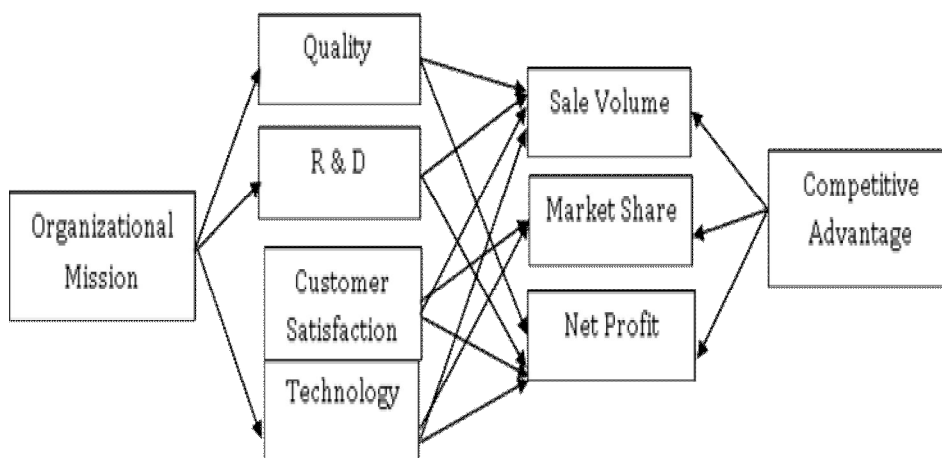 Quality
R & D
Organizational
Mission
Customer
Satisfaction
Technology
Sale Volume
Market Share
Net Profit
Competitive
Advantage